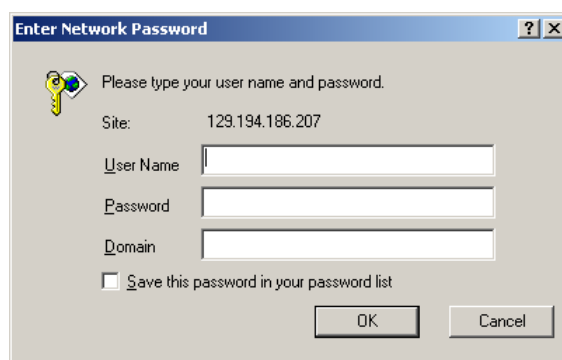 Enter Network Password ? X
Please type your user name and password.
Site: 129.194.186.207
User Name
Password
Domain
Save this password in your password list
OK Cancel